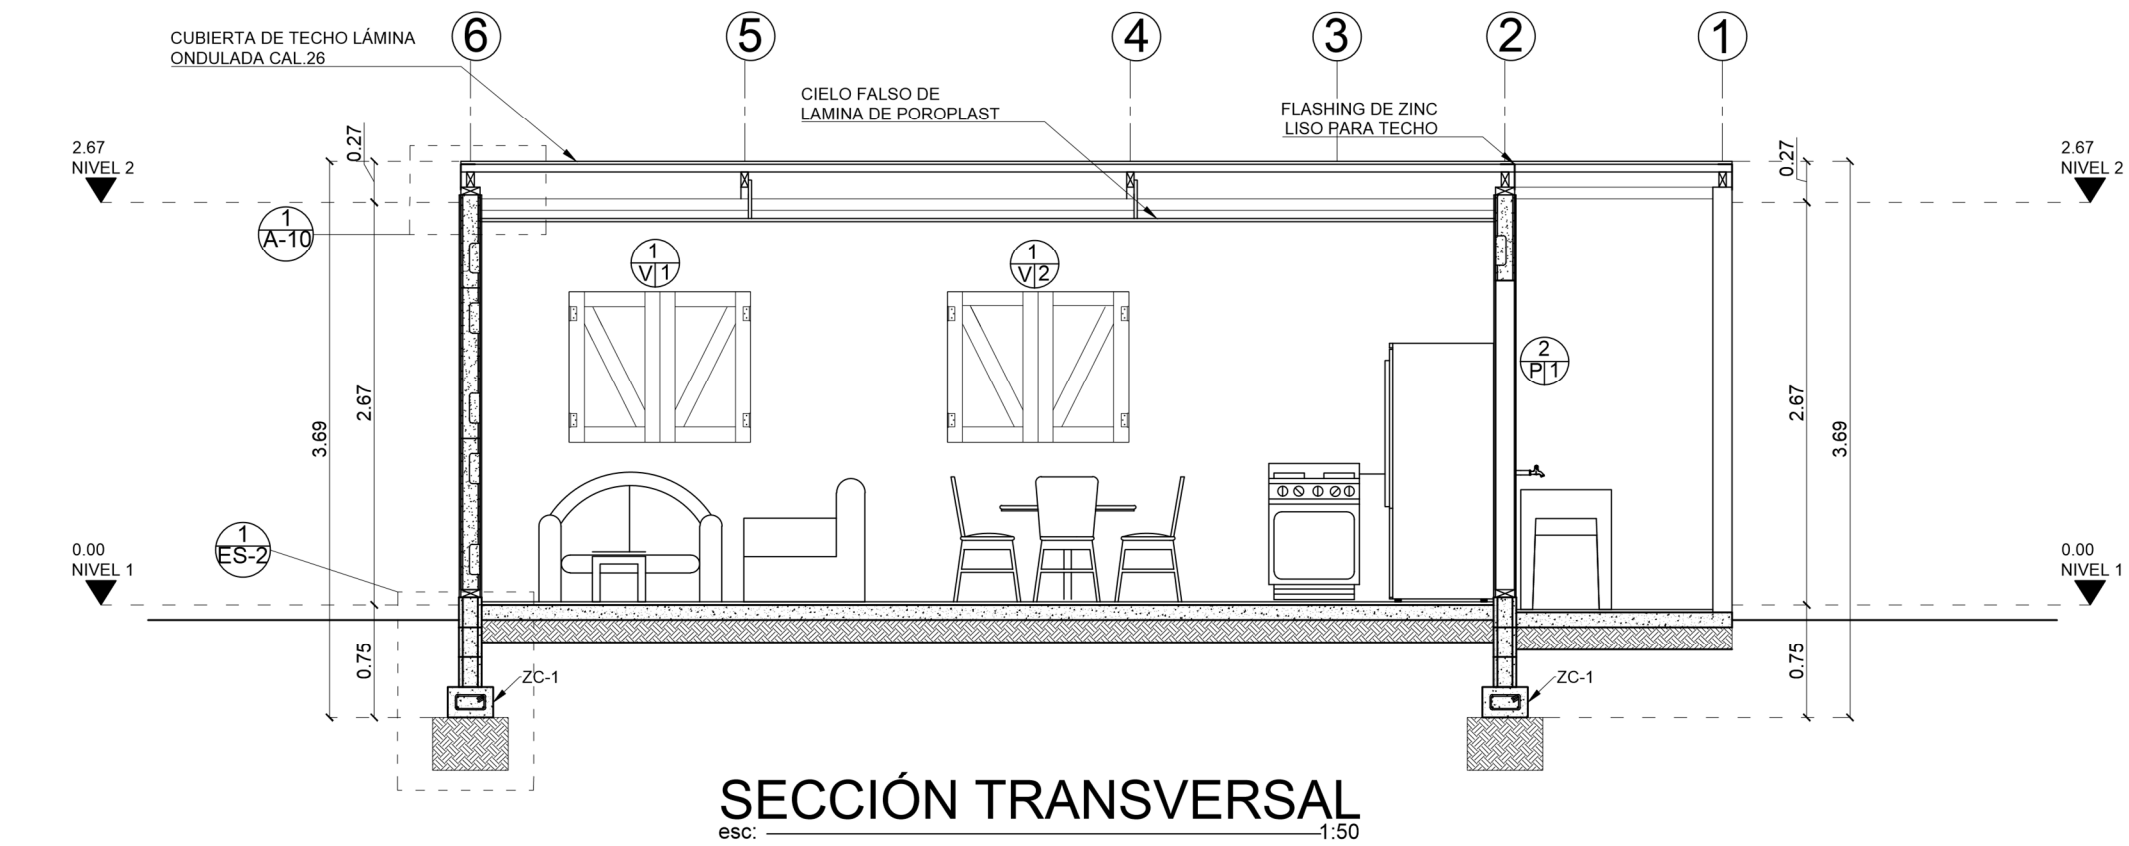 6
5
4
3
2
1
CUBIERTA DE TECHO LÁMINA
ONDULADA CAL.26
CIELO FALSO DE
LAMINA DE POROPLAST
FLASHING DE ZINC
LISO PARA TECHO
2.67
NIVEL 2
0.27
0.27
2.67
NIVEL 2
1
A-10
1
V 1
1
V 2
2
P 1
3.69
2.67
2.67
3.69
1
ES-2
0.00
NIVEL 1
0.00
NIVEL 1
0.75
ZC-1
ZC-1
0.75
SECCIÓN TRANSVERSAL
esc: 1:50